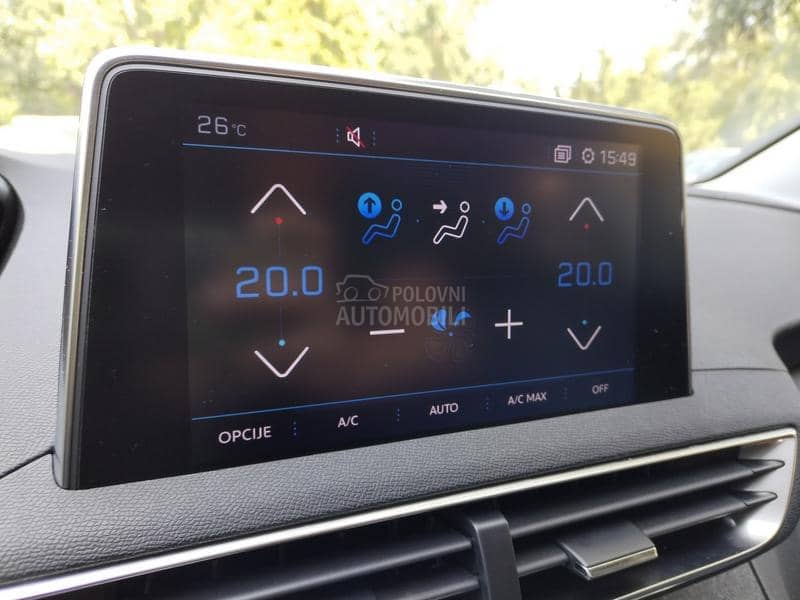 26°C
15:49
20.0
20.0
POLOVNI
AUTOMOBILI
OPCIJE
A/C
AUTO
A/C MAX
OFF